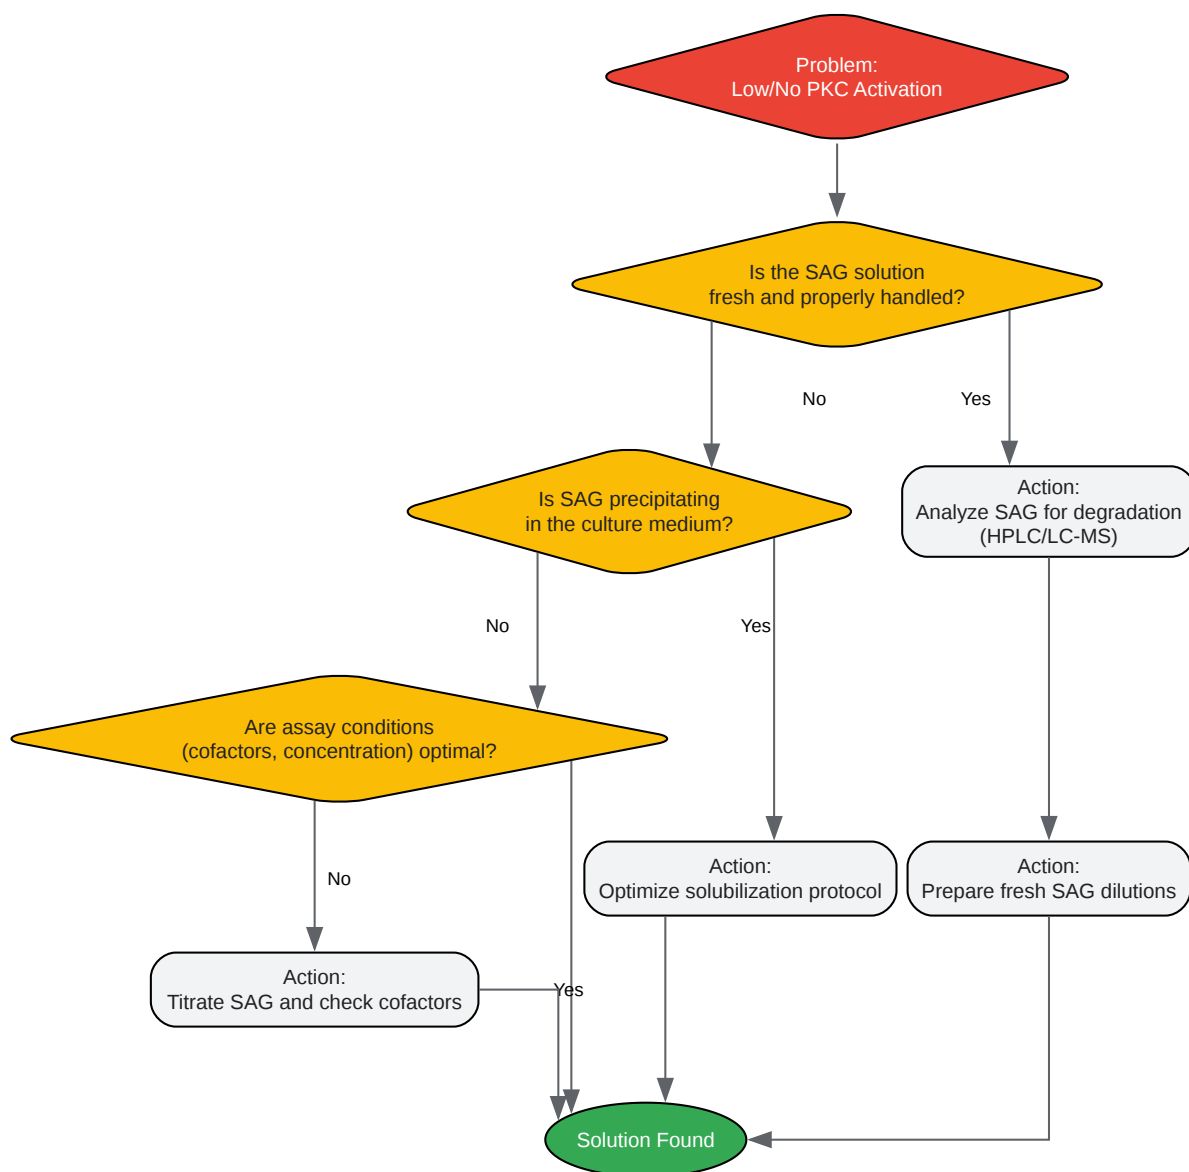 Problem:
Low/No PKC Activation
Is the SAG solution
fresh and properly handled?
No
Yes
Is SAG precipitating
in the culture medium?
Action:
Analyze SAG for degradation
(HPLC/LC-MS)
No
Yes
Are assay conditions
(cofactors, concentration) optimal?
Action:
Optimize solubilization protocol
Action:
Prepare fresh SAG dilutions
No
Action:
Titrate SAG and check cofactors
Yes
Solution Found